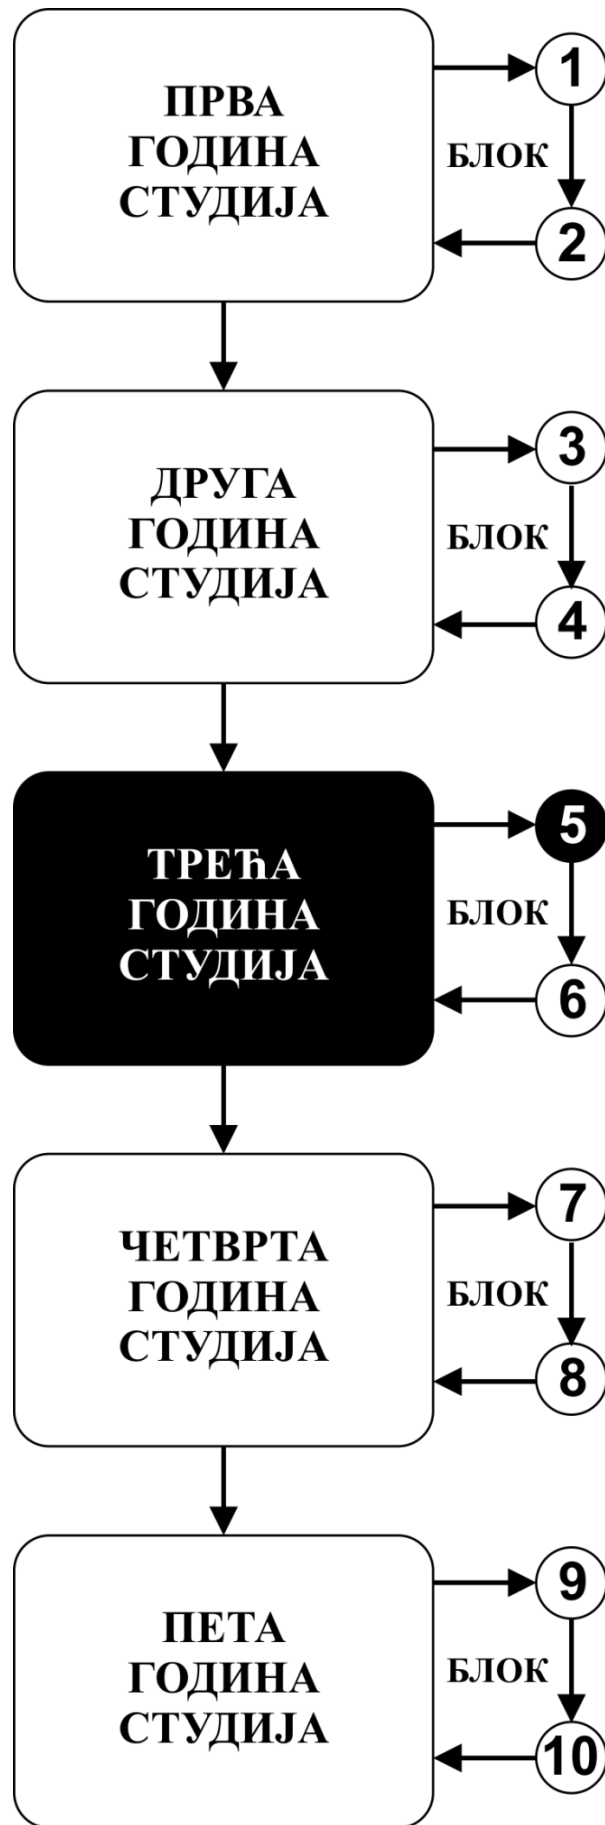 ПРВА
ГОДИНА
СТУДИЈА
1
БЛОК
2
ДРУГА
ГОДИНА
СТУДИЈА
3
БЛОК
4
ТРЕЋА
ГОДИНА
СТУДИЈА
5
БЛОК
6
ЧЕТВРТА
ГОДИНА
СТУДИЈА
7
БЛОК
8
ПЕТА
ГОДИНА
СТУДИЈА
9
БЛОК
10